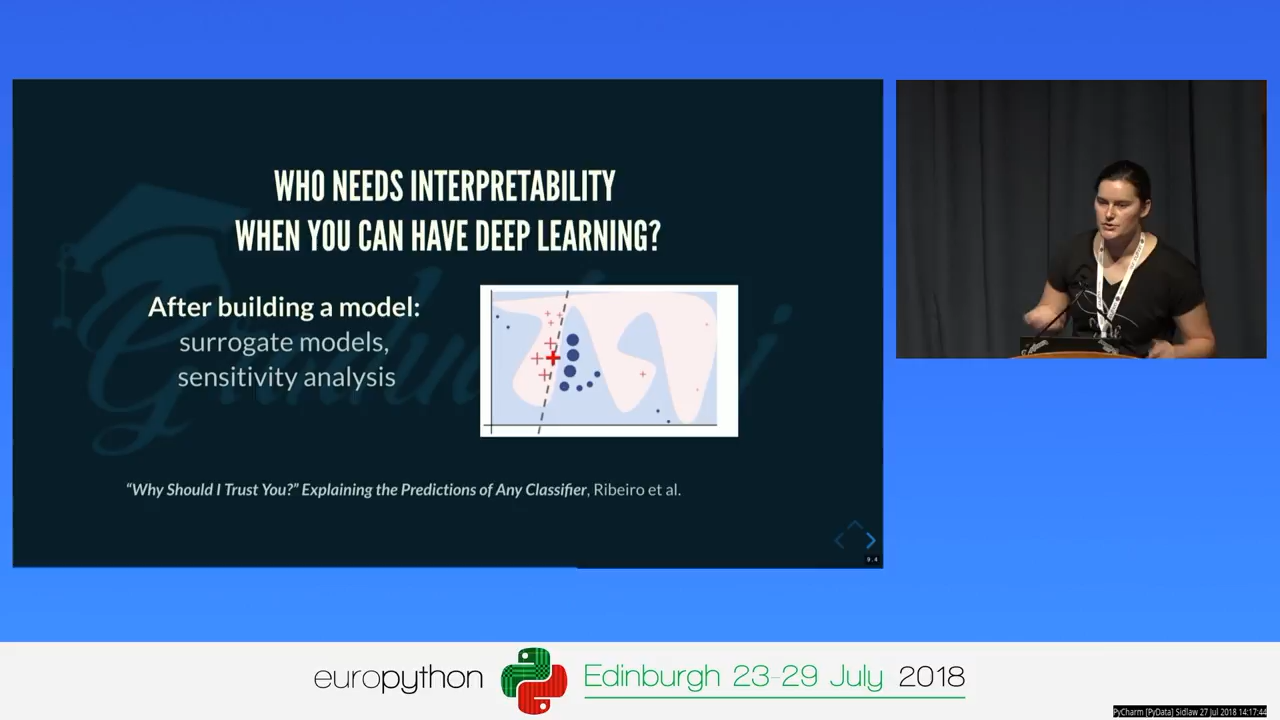 WHO NEEDS INTERPRETABILITY
WHEN YOU CAN HAVE DEEP LEARNING?
After building a model:
surrogate models,
sensitivity analysis
“Why Should I Trust You?” Explaining the Predictions of Any Classifier, Ribeiro et al.
9.4
europython
Edinburgh 23-29 July 2018
PyCharm [PyData] Sidlaw 27 Jul 2018 14:17:44